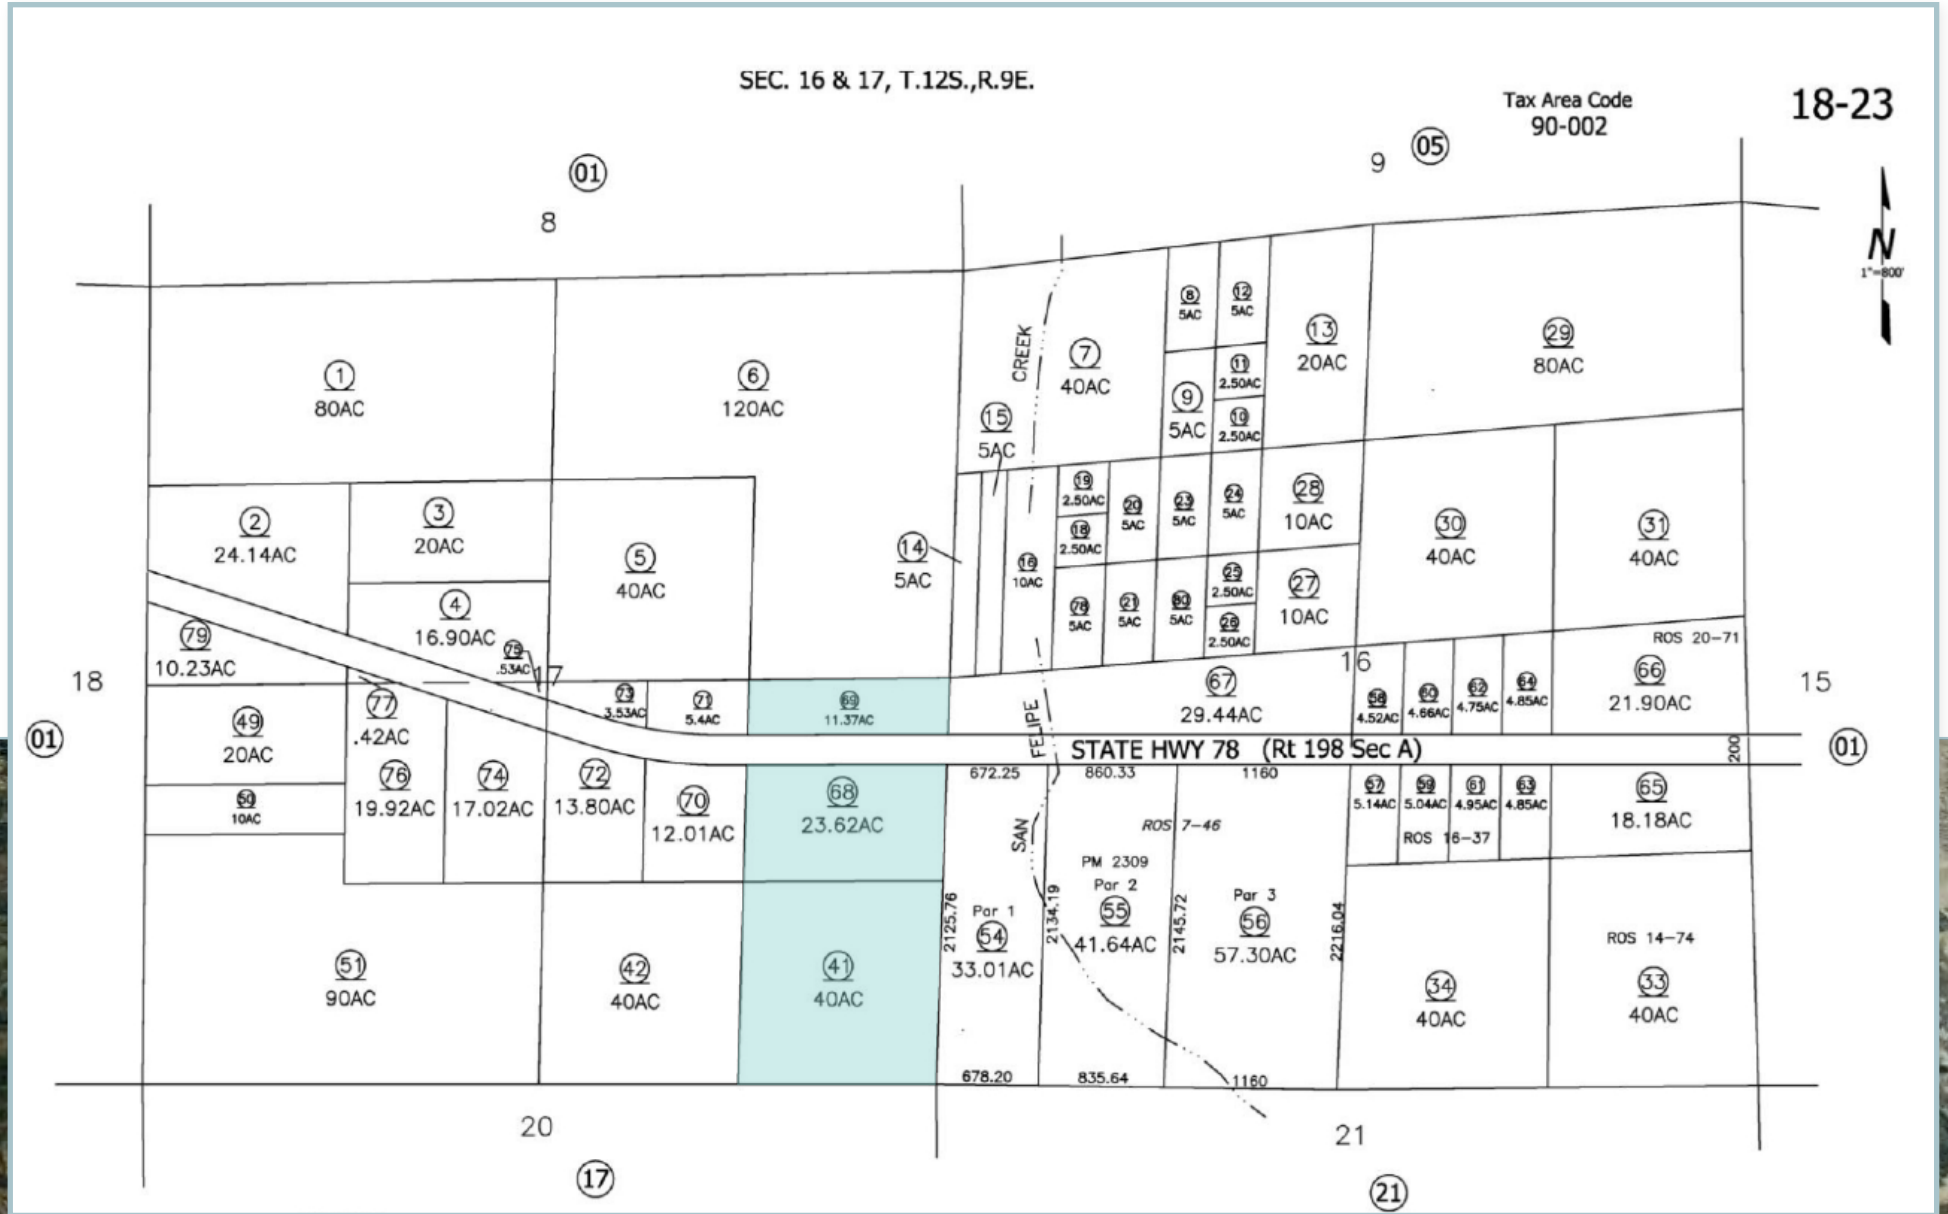 SEC. 16 & 17, T.12S.,R.9E.
Tax Area Code
90-002
18-23
01
8
9
05
N
1"=800'
1
80AC
6
120AC
CREEK
7
40AC
8
5AC
12
5AC
11
2.50AC
9
5AC
10
2.50AC
13
20AC
29
80AC
15
5AC
2
24.14AC
3
20AC
5
40AC
14
5AC
16
10AC
19
2.50AC
18
2.50AC
20
5AC
23
5AC
24
5AC
28
10AC
30
40AC
31
40AC
4
16.90AC
75
.53AC
17
78
5AC
21
5AC
80
5AC
25
2.50AC
26
2.50AC
27
10AC
79
10.23AC
18
16
ROS 20-71
15
77
.42AC
73
3.53AC
71
5.4AC
69
11.37AC
67
29.44AC
58
4.52AC
60
4.66AC
62
4.75AC
64
4.85AC
66
21.90AC
01
49
20AC
FELIPE
STATE HWY 78 (Rt 198 Sec A)
200
01
50
10AC
76
19.92AC
74
17.02AC
72
13.80AC
70
12.01AC
68
23.62AC
672.25
860.33
1160
57
5.14AC
59
5.04AC
61
4.95AC
63
4.85AC
65
18.18AC
SAN
ROS 7-46
ROS 16-37
PM 2309
Par 2
55
41.64AC
Par 1
54
33.01AC
Par 3
56
57.30AC
2125.76
2134.19
2145.72
2216.04
ROS 14-74
51
90AC
42
40AC
41
40AC
34
40AC
33
40AC
678.20
835.64
1160
20
21
17
21